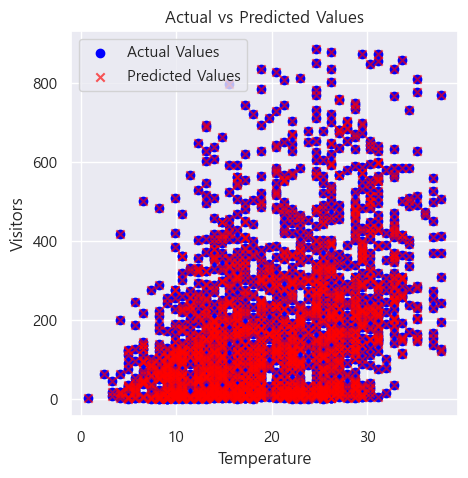 Actual vs Predicted Values
Actual Values
Predicted Values
800
600
400
200
0
Visitors
0 10 20 30
Temperature